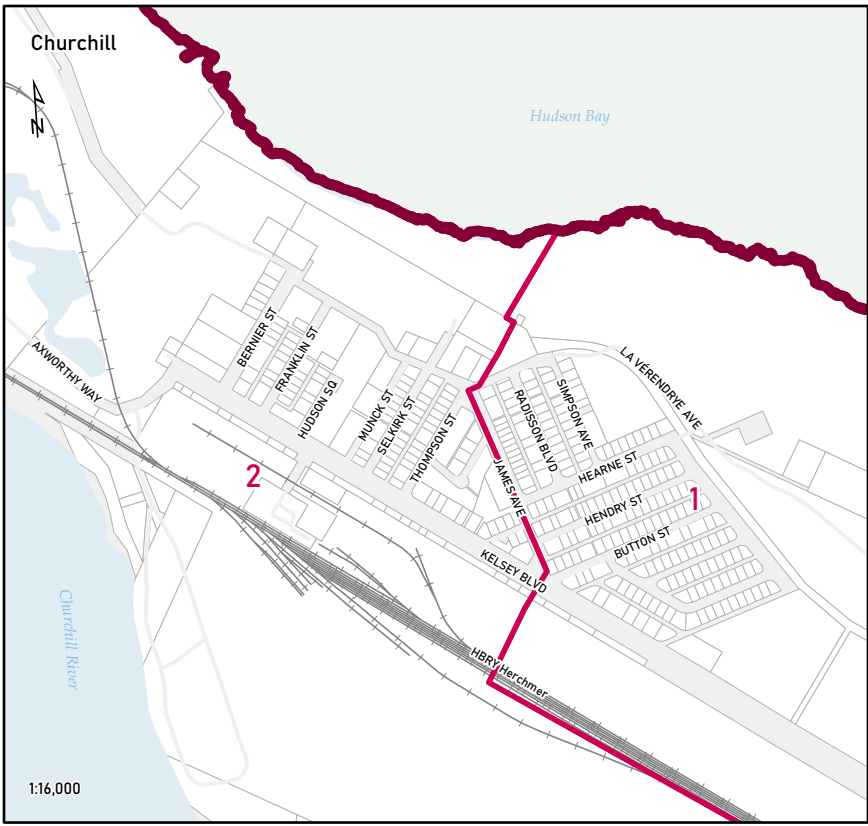 Churchill
N
Hudson Bay
BERNIER ST
FRANKLIN ST
HUDSON SQ
AXWORTHY WAY
MUNCK ST
SELKIRK ST
THOMPSON ST
LA VÉRENDRYE AVE
SIMPSON AVE
RADISSON BLVD
JAMES AVE
HEARNE ST
HENDRY ST
BUTTON ST
1
2
KELSEY BLVD
HBRY Herchmer
Churchill River
1:16,000